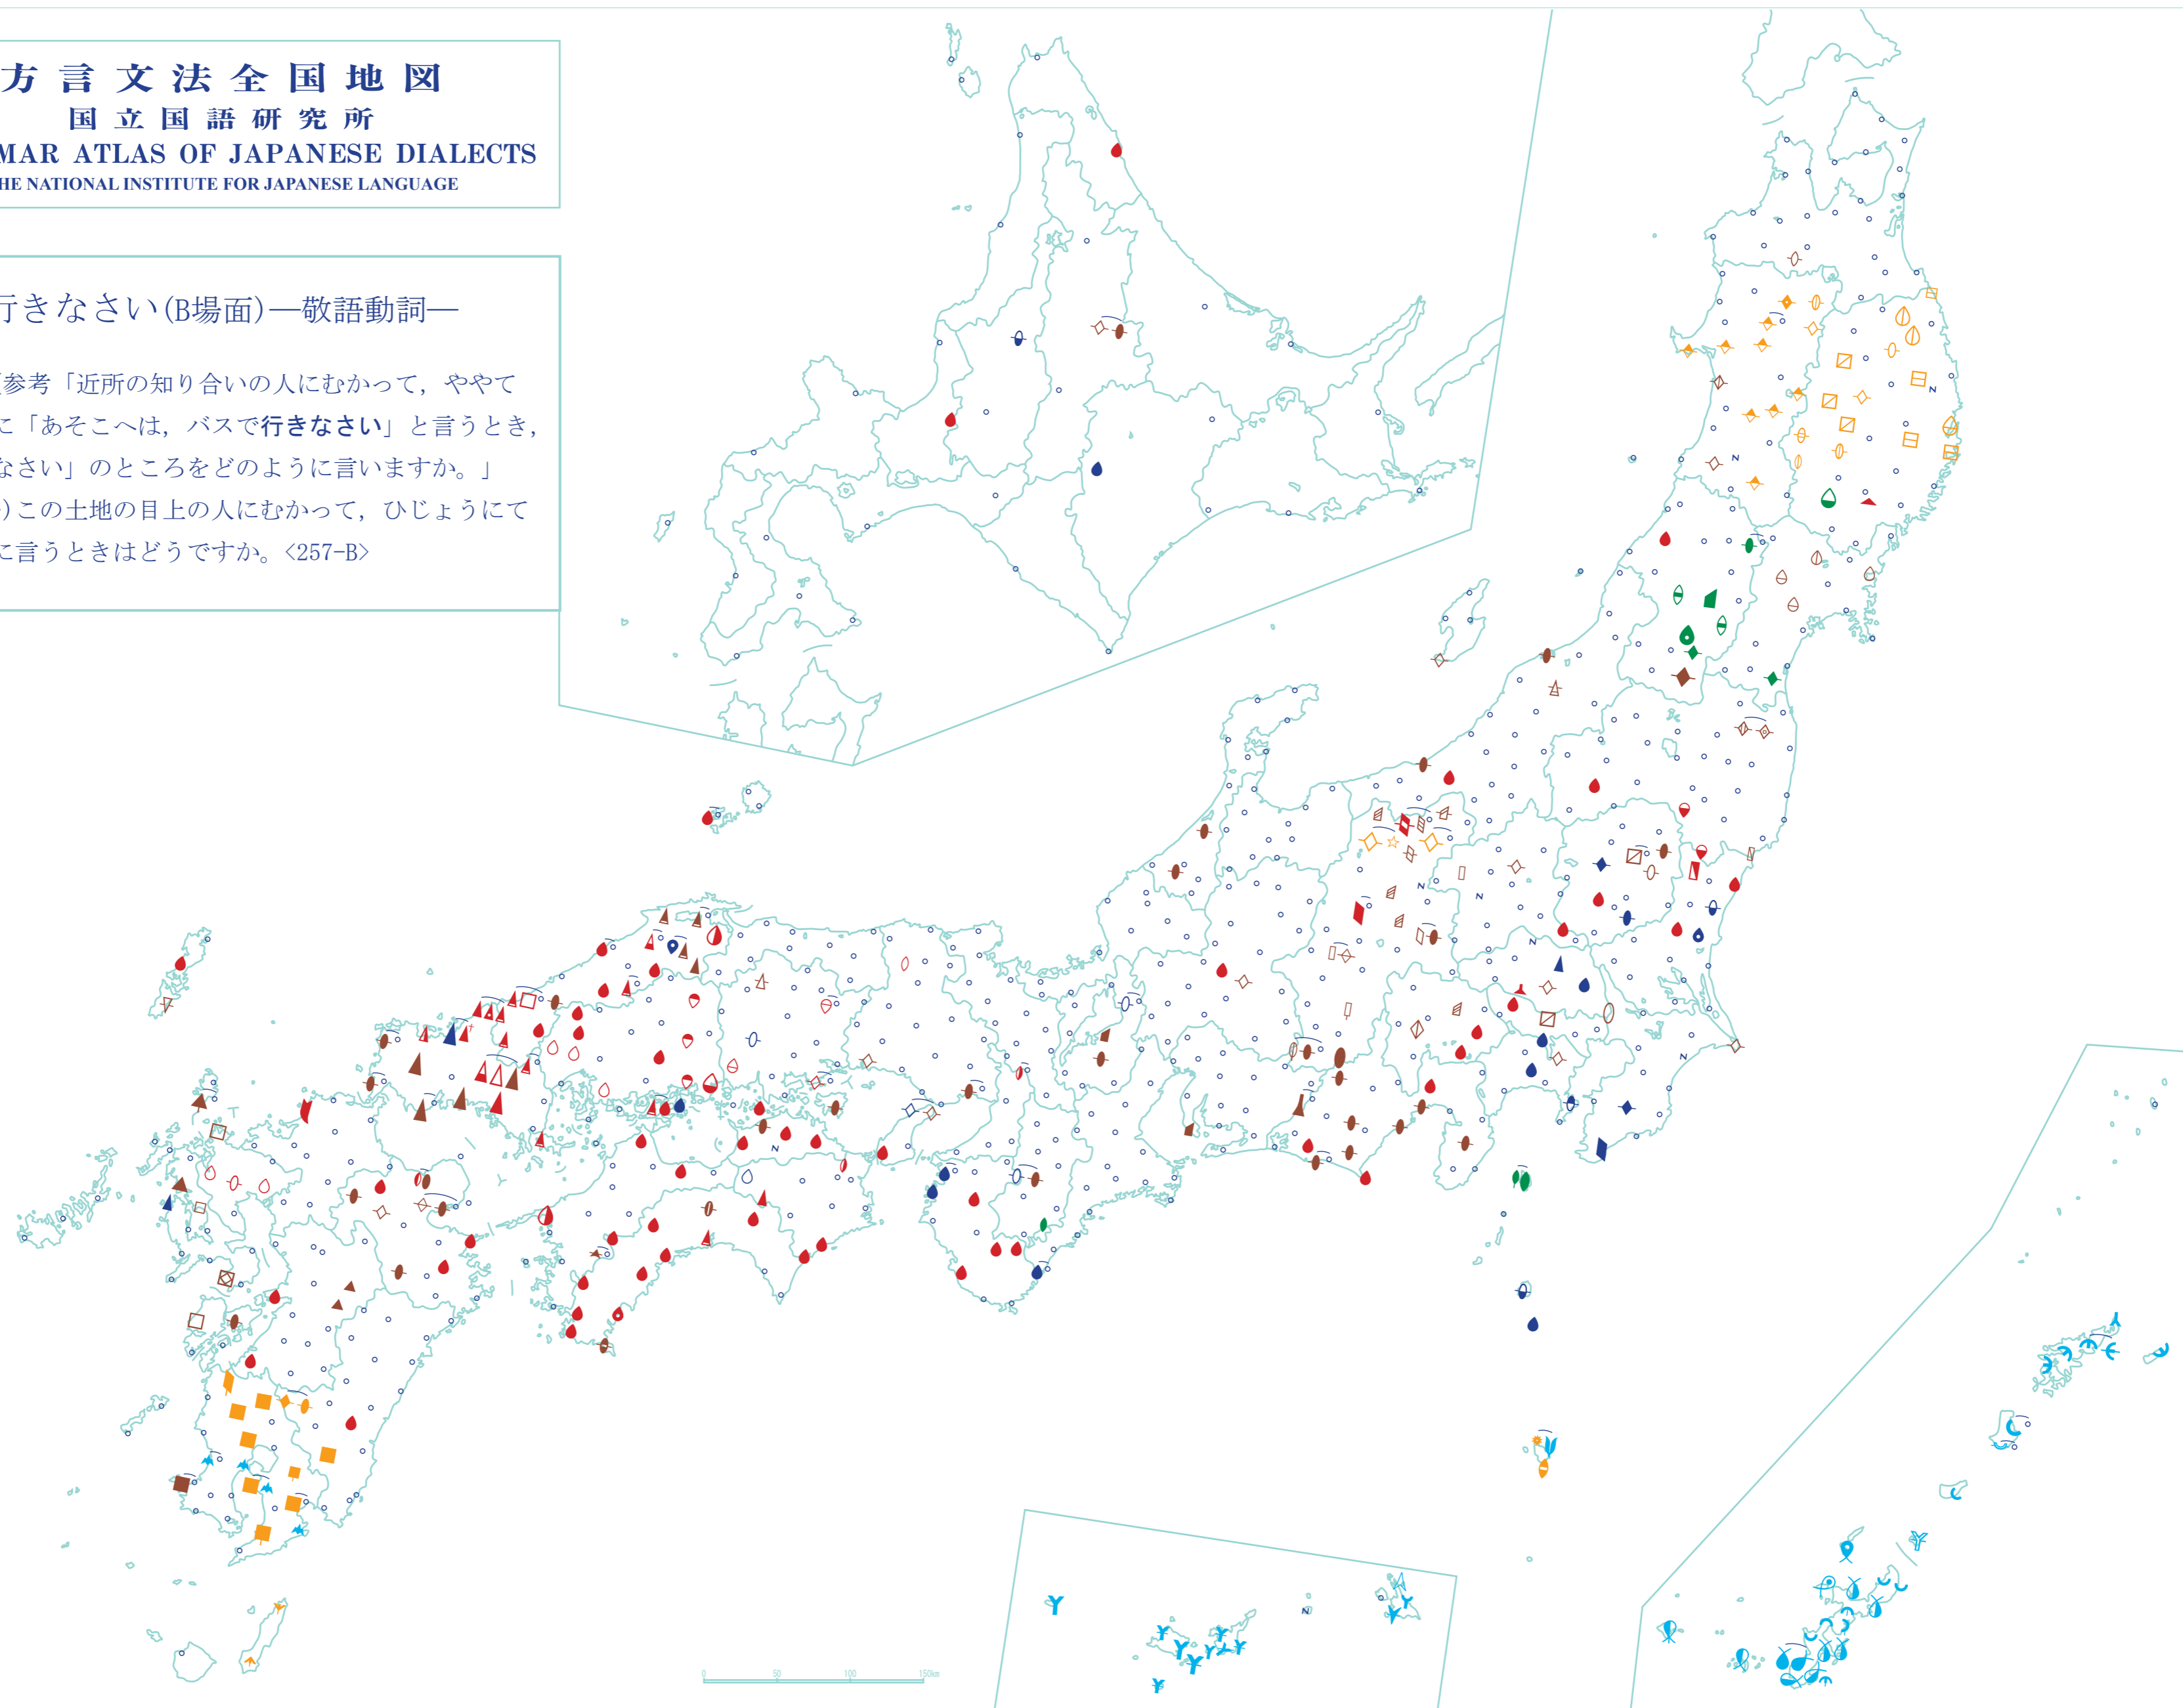 方言文法全国地図
国立国語研究所
MAR ATLAS OF JAPANESE DIALECTS
HE NATIONAL INSTITUTE FOR JAPANESE LANGUAGE
行きなさい(B場面)―敬語動詞―
参考「近所の知り合いの人にむかって，ややて
に「あそこへは，バスで行きなさい」と言うとき，
なさい」のところをどのように言いますか。」
)この土地の目上の人にむかって，ひじょうにて
に言うときはどうですか。<257-B>
0 50 100 150km